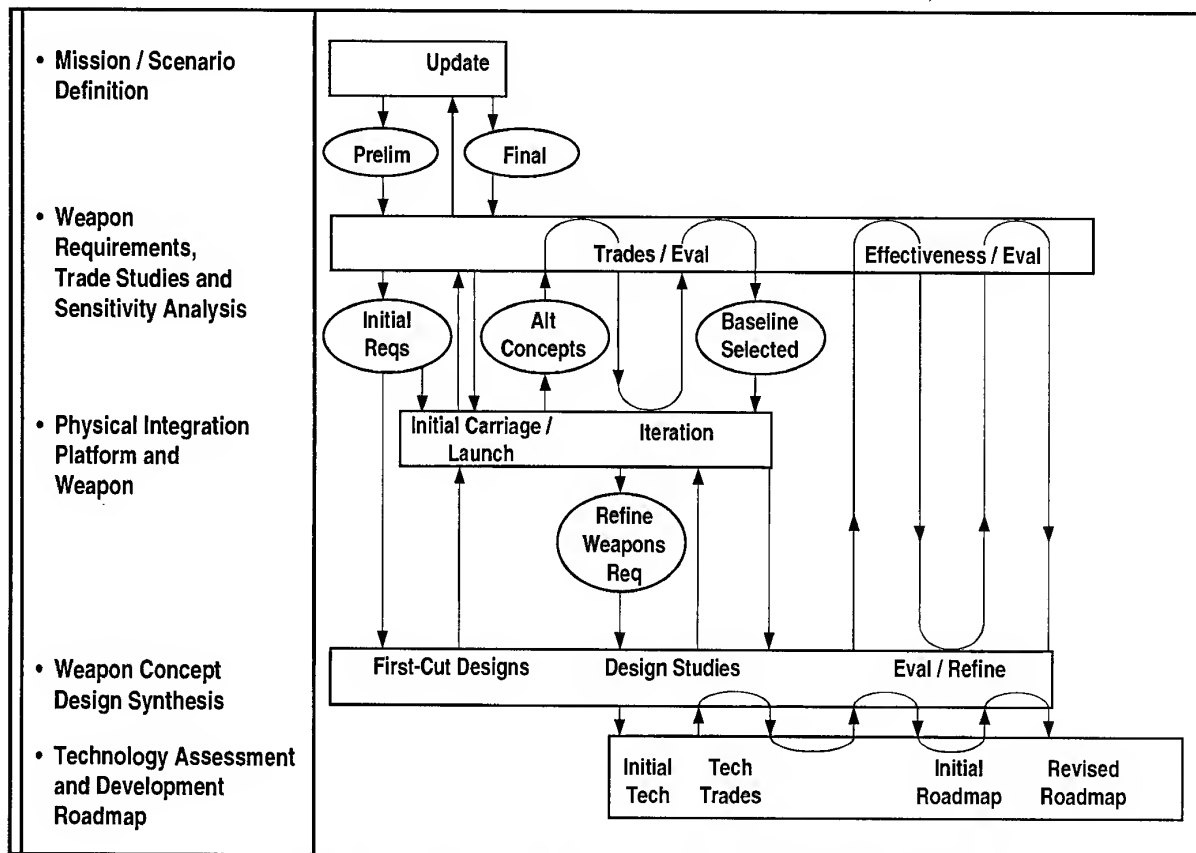 • Mission / Scenario
Definition
• Weapon
Requirements,
Trade Studies and
Sensitivity Analysis
• Physical Integration
Platform and
Weapon
• Weapon Concept
Design Synthesis
• Technology Assessment
and Development
Roadmap
Update
Prelim
Final
Trades / Eval
Effectiveness / Eval
Initial
Reqs
Alt
Concepts
Baseline
Selected
Initial Carriage /
Launch
Iteration
Refine
Weapons
Req
First-Cut Designs
Design Studies
Eval / Refine
Initial
Tech
Tech
Trades
Initial
Roadmap
Revised
Roadmap